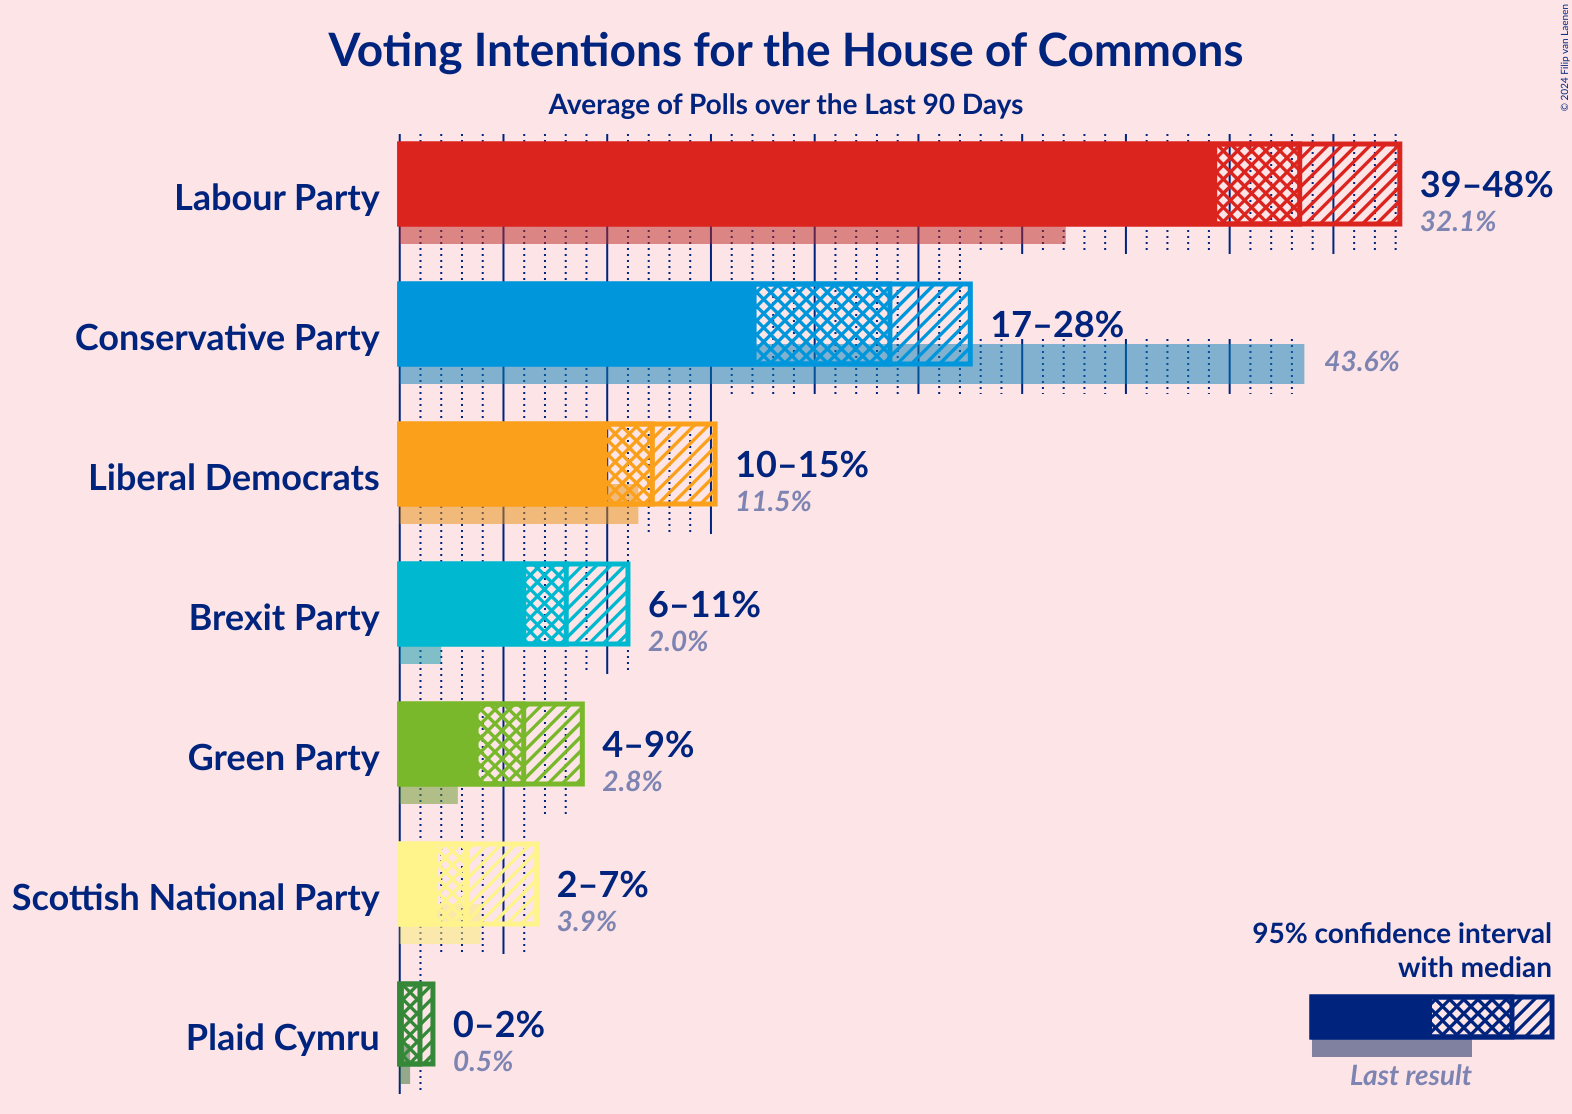 Voting Intentions for the House of Commons
Average of Polls over the Last 90 Days
© 2024 Filip van Laenen
Labour Party
39–48%
32.1%
Conservative Party
17–28%
43.6%
Liberal Democrats
10–15%
11.5%
Brexit Party
6–11%
2.0%
Green Party
4–9%
2.8%
Scottish National Party
2–7%
3.9%
Plaid Cymru
0–2%
0.5%
95% confidence interval
with median
Last result